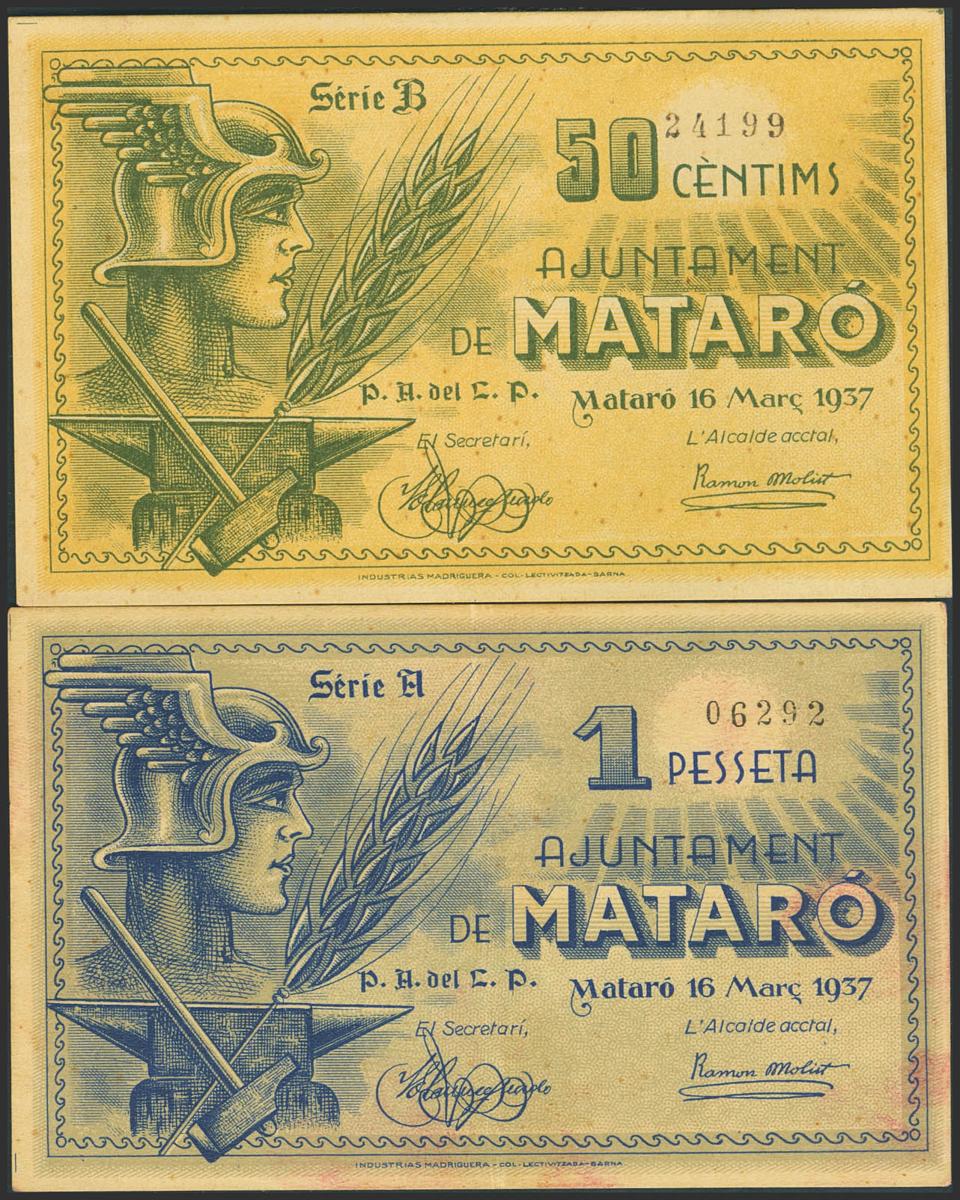 Série B
50 24199
CÈNTIMS
AJUNTAMENT
DE MATARÓ
P. A. del C. P.
Mataró 16 Març 1937
El Secretari,
L'Alcalde acctal,
Ramon Molist
INDUSTRIAS MADRIGUERA - COL·LECTIVITZADA - BARNA
Série A
1 06292
PESSETA
AJUNTAMENT
DE MATARÓ
P. A. del C. P.
Mataró 16 Març 1937
El Secretari,
L'Alcalde acctal,
Ramon Molist
INDUSTRIAS MADRIGUERA - COL·LECTIVITZADA - BARNA